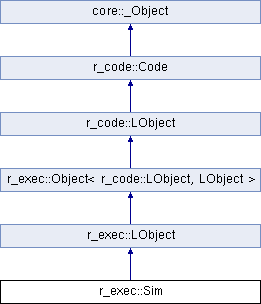 core::_Object
r_code::Code
r_code::LObject
r_exec::Object< r_code::LObject, LObject >
r_exec::LObject
r_exec::Sim